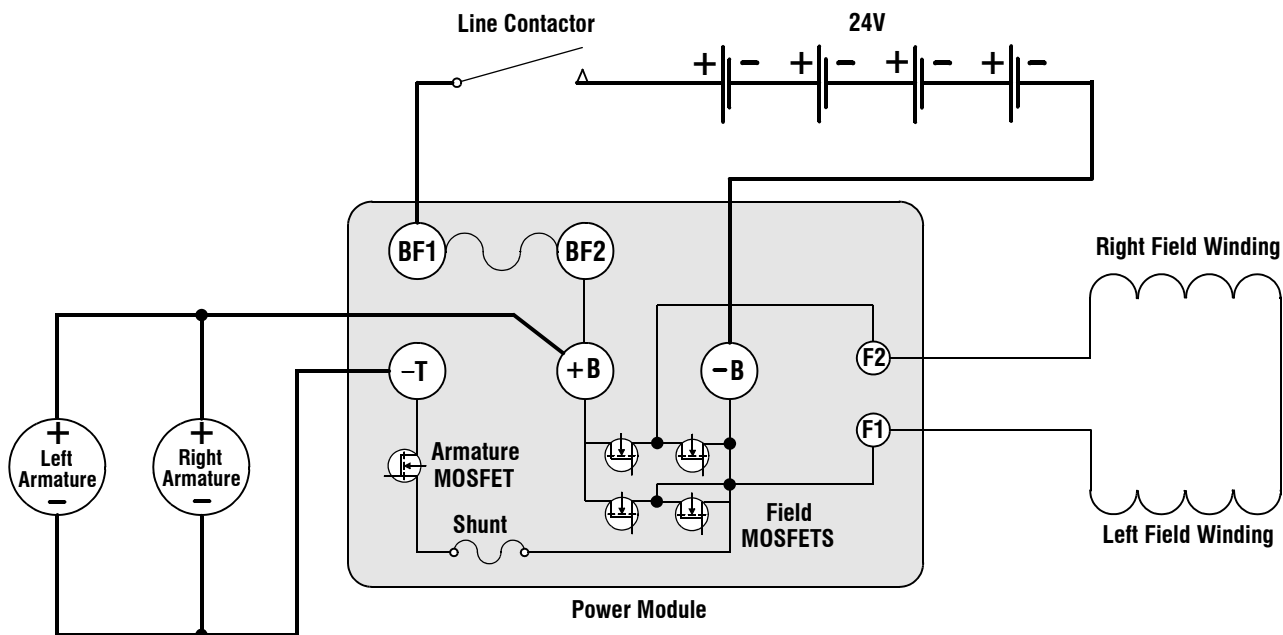 Line Contactor
24V
+ − + − + − + −
BF1
BF2
Right Field Winding
−T
+B
−B
F2
F1
+
Left
Armature
−
+
Right
Armature
−
Armature
MOSFET
Shunt
Field
MOSFETS
Left Field Winding
Power Module